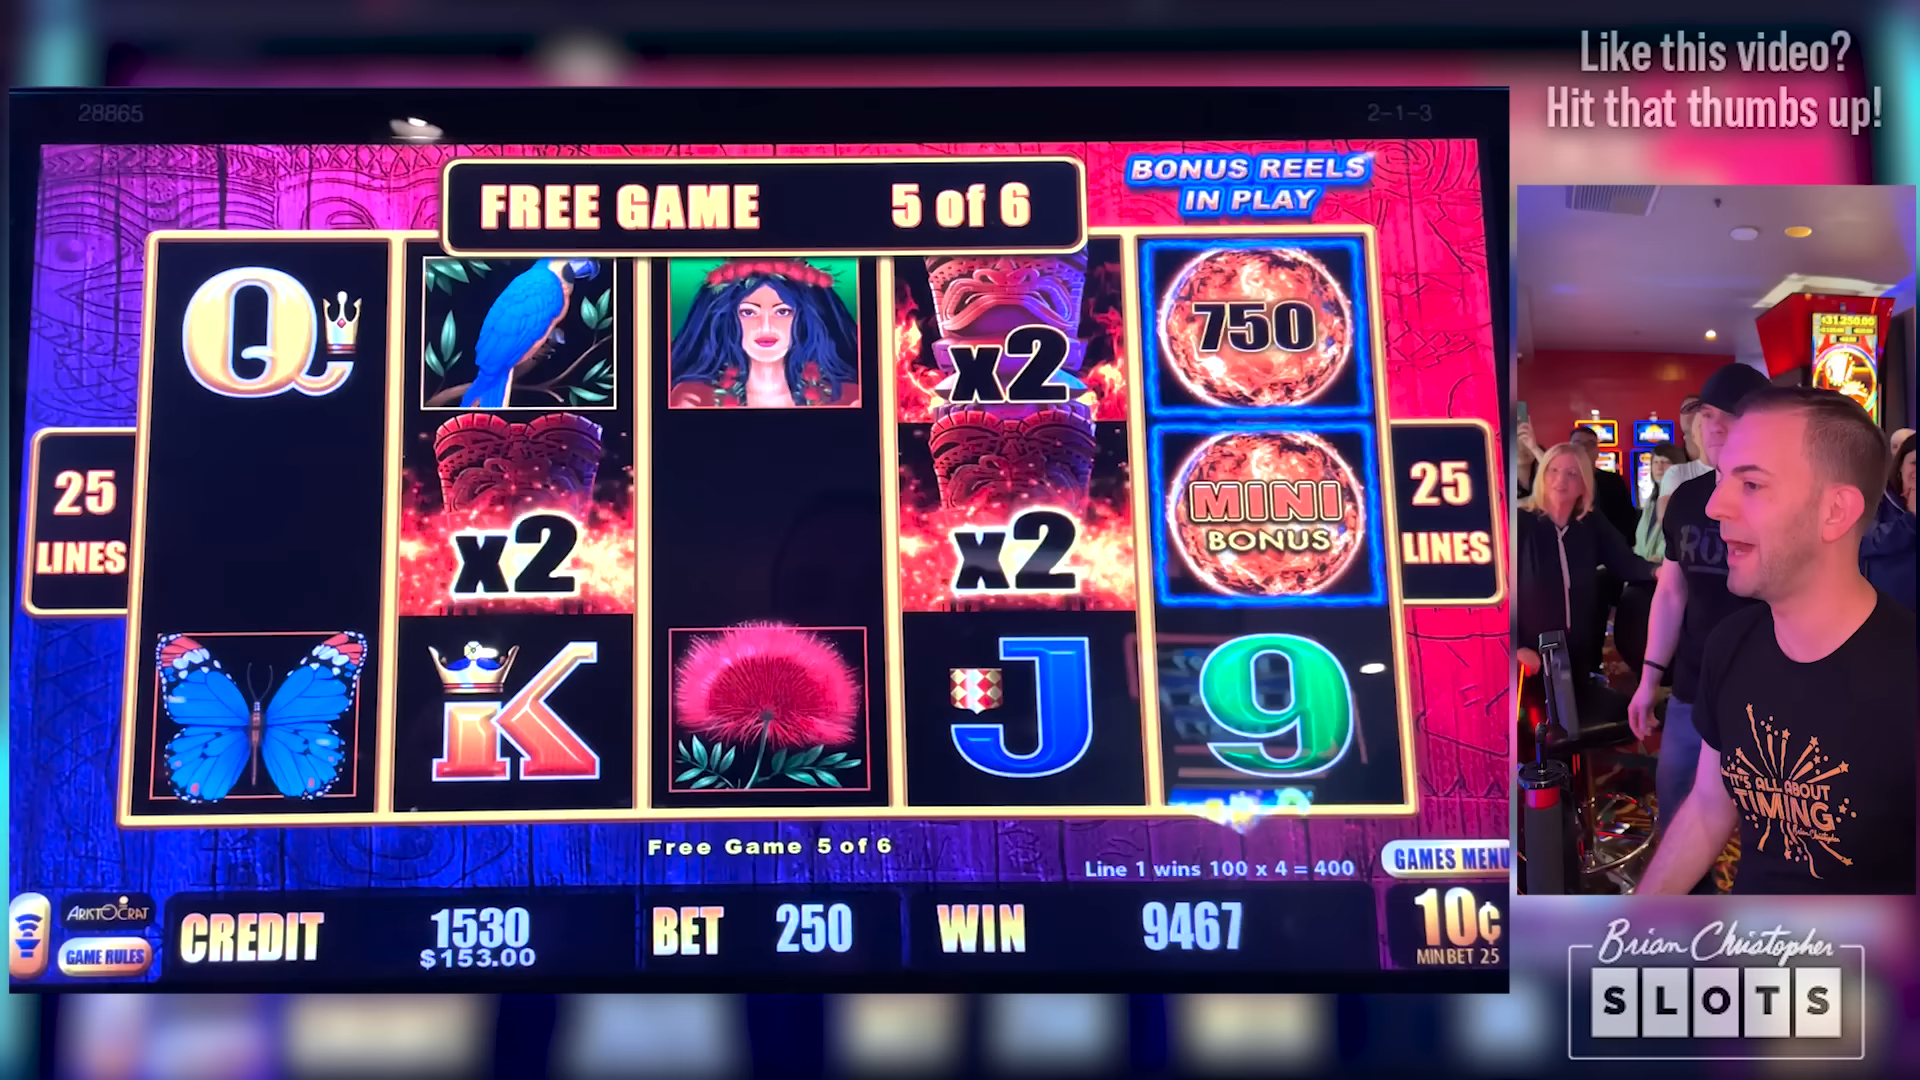 Like this video?
Hit that thumbs up!
28865
2-1-3
FREE GAME 5 of 6
BONUS REELS
IN PLAY
Q
x2
750
25
LINES
x2
x2
MINI
BONUS
25
LINES
K
J
9
Free Game 5 of 6
Line 1 wins 100 x 4 = 400
GAMES MENU
ARISTOCRAT
GAME RULES
CREDIT 1530
$153.00
BET 250
WIN 9467
10¢
MIN BET 25
IT'S ALL ABOUT
TIMING
Brian Christopher
Brian Christopher
SLOTS